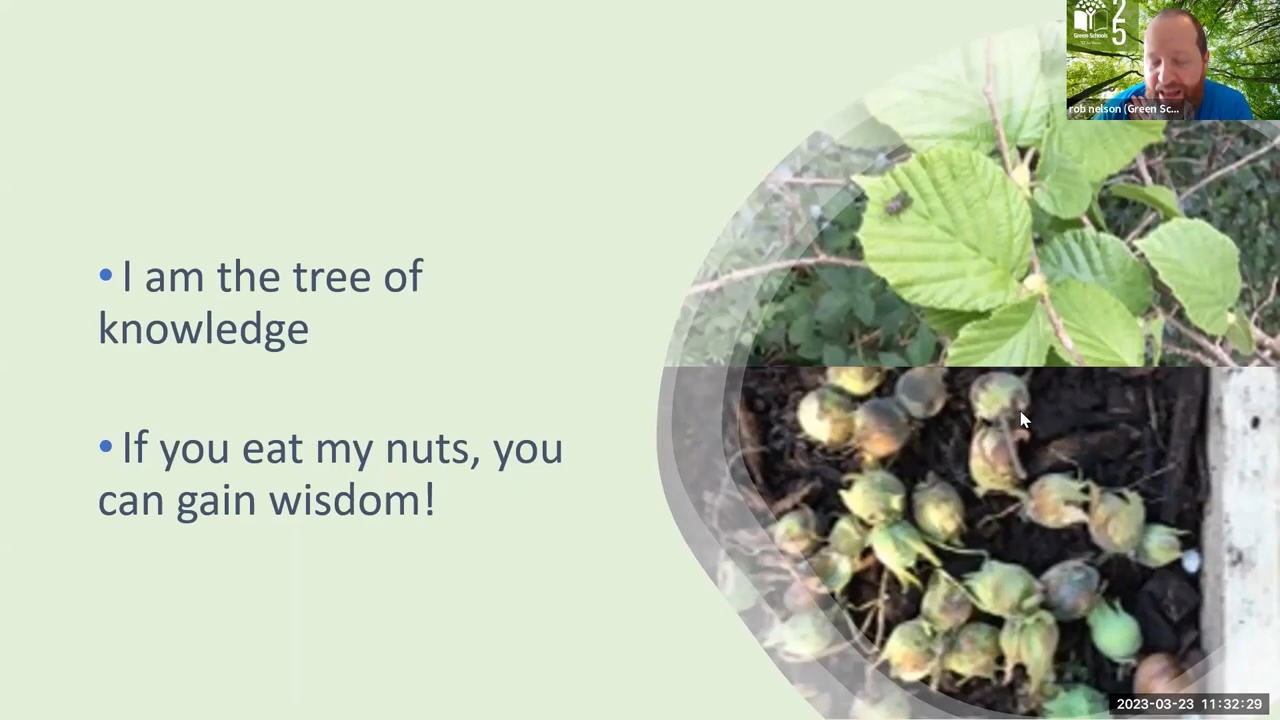 25
Green-Schools
rob nelson (Green Sc...
• I am the tree of
knowledge
• If you eat my nuts, you
can gain wisdom!
2023-03-23 11:32:29